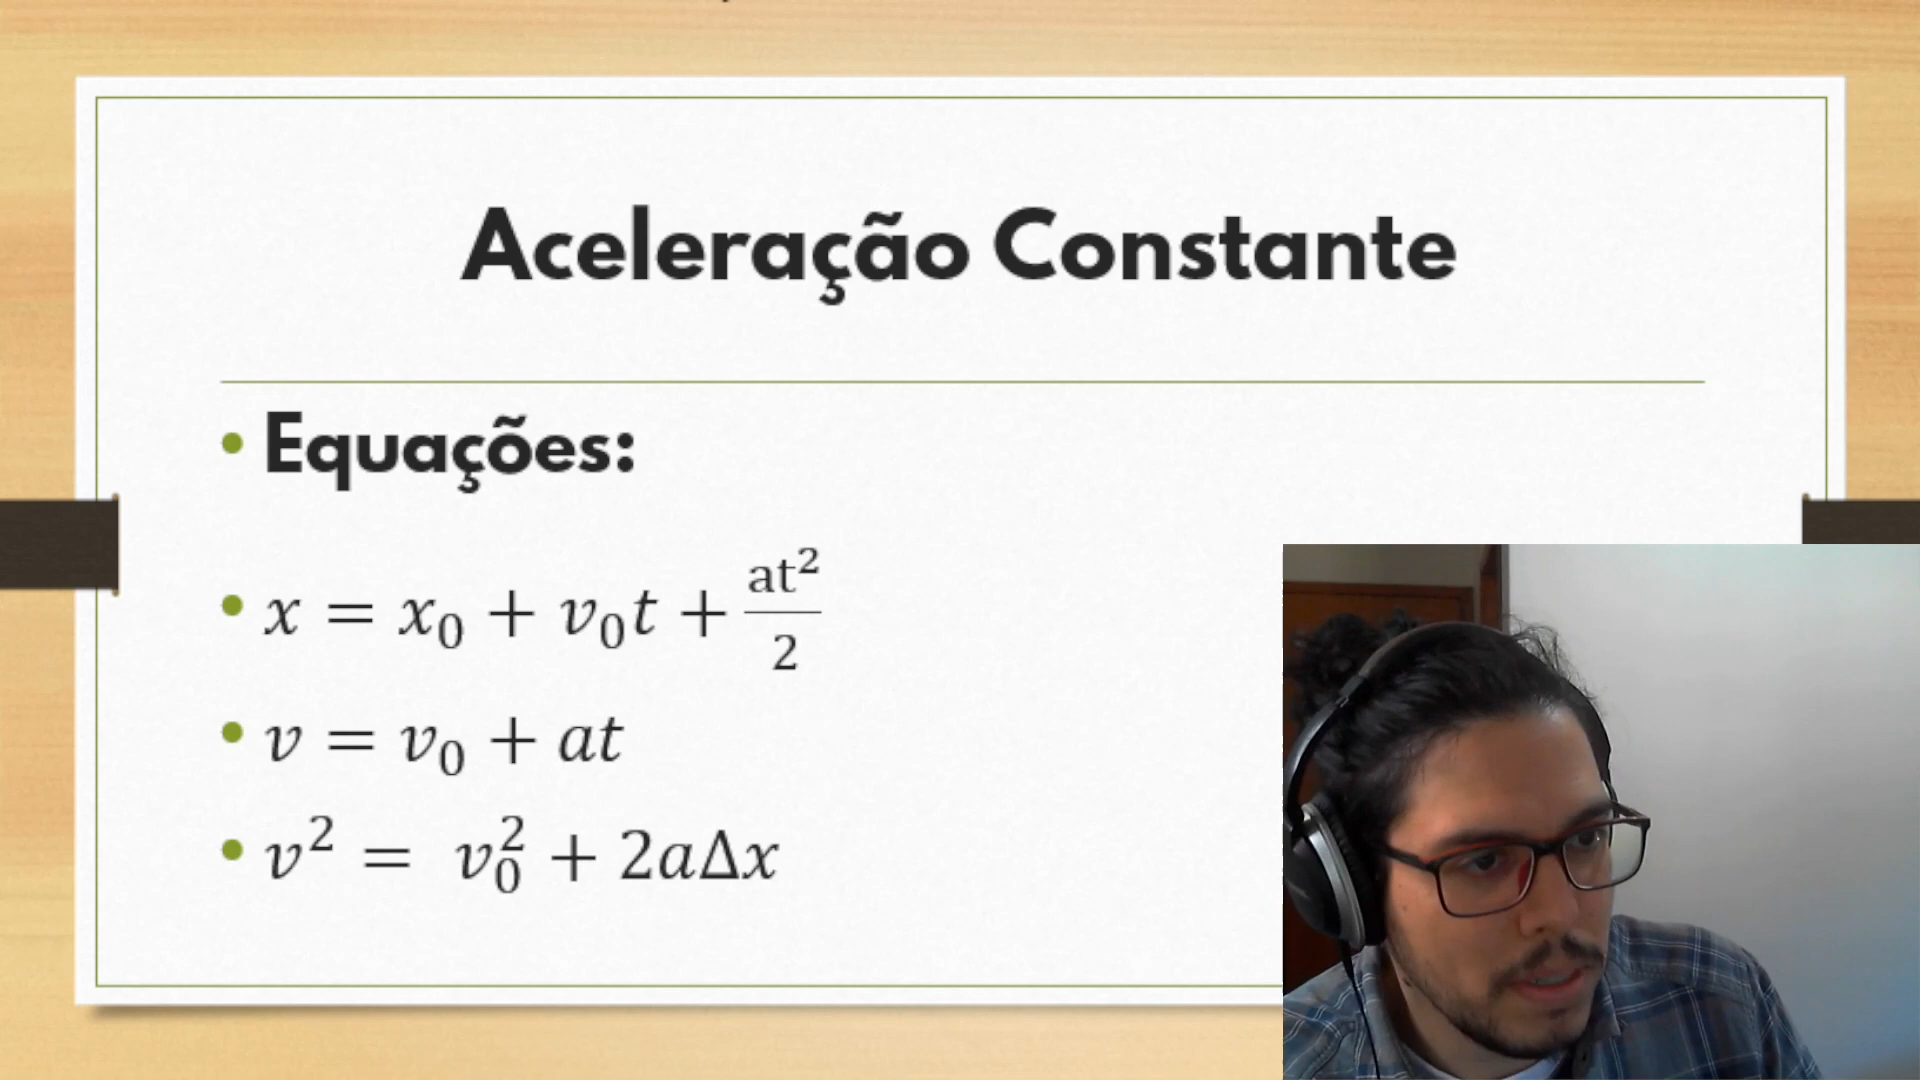 Aceleração Constante
• Equações:
• x = x₀ + v₀t + at²/2
• v = v₀ + at
• v² = v₀² + 2aΔx